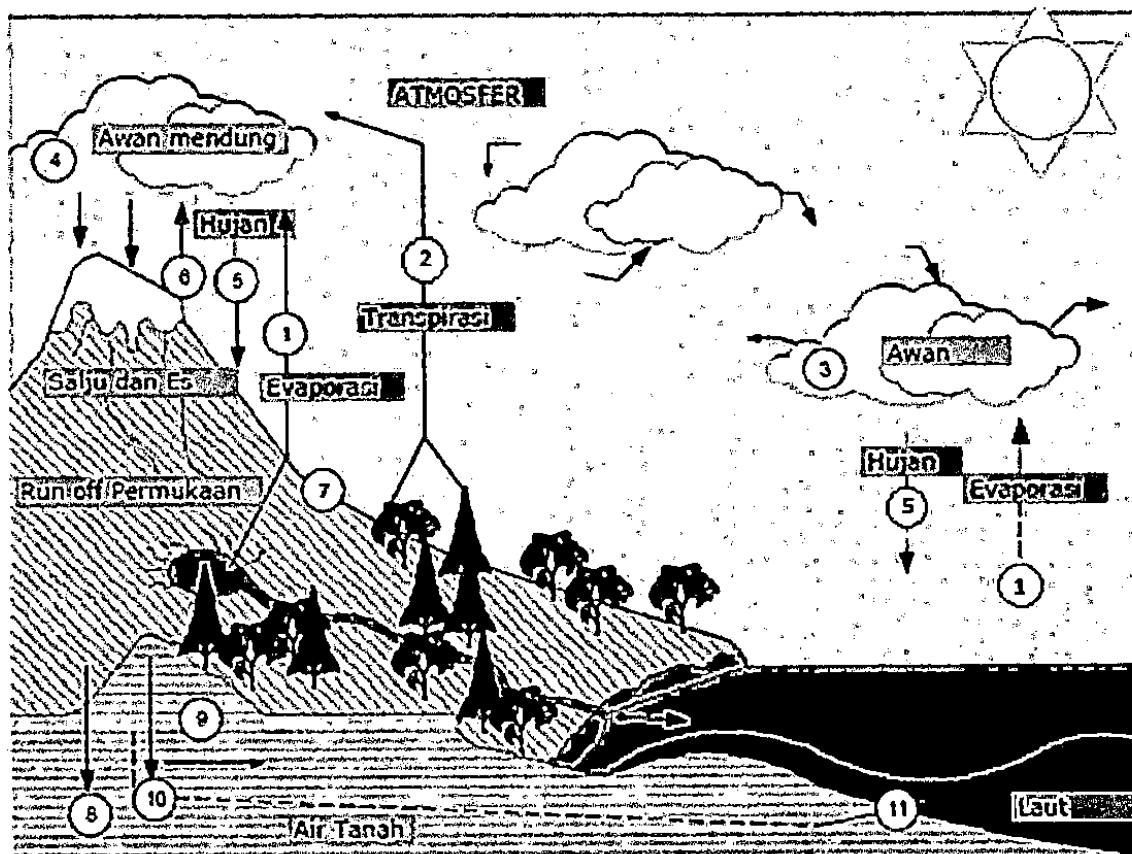 ATMOSFER
Awan mendung
4
Hujan
6
5
2
1
Transpirasi
3
Awan
Salju dan Es
Evaporasi
Hujan
Evaporasi
Run off Permukaan
7
5
1
9
8
10
11
Air Tanah
Laut